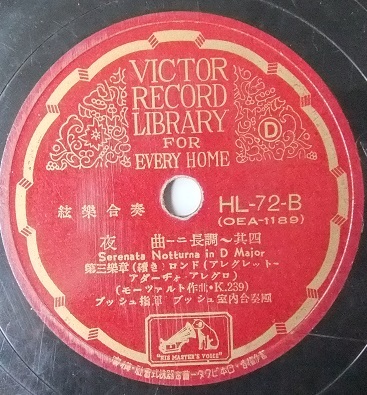 VICTOR
RECORD
LIBRARY
FOR
EVERY HOME
D
絃樂合奏
HL-72-B
(OEA-1189)
夜曲–ニ長調~其四
Serenata Notturna in D Major
第三樂章(續き)ロンド(アレグレット~
アダーヂォ・アレグロ)
(モーツァルト作曲・K.239)
ブッシュ指揮 ブッシュ室内合奏團
"HIS MASTER'S VOICE"